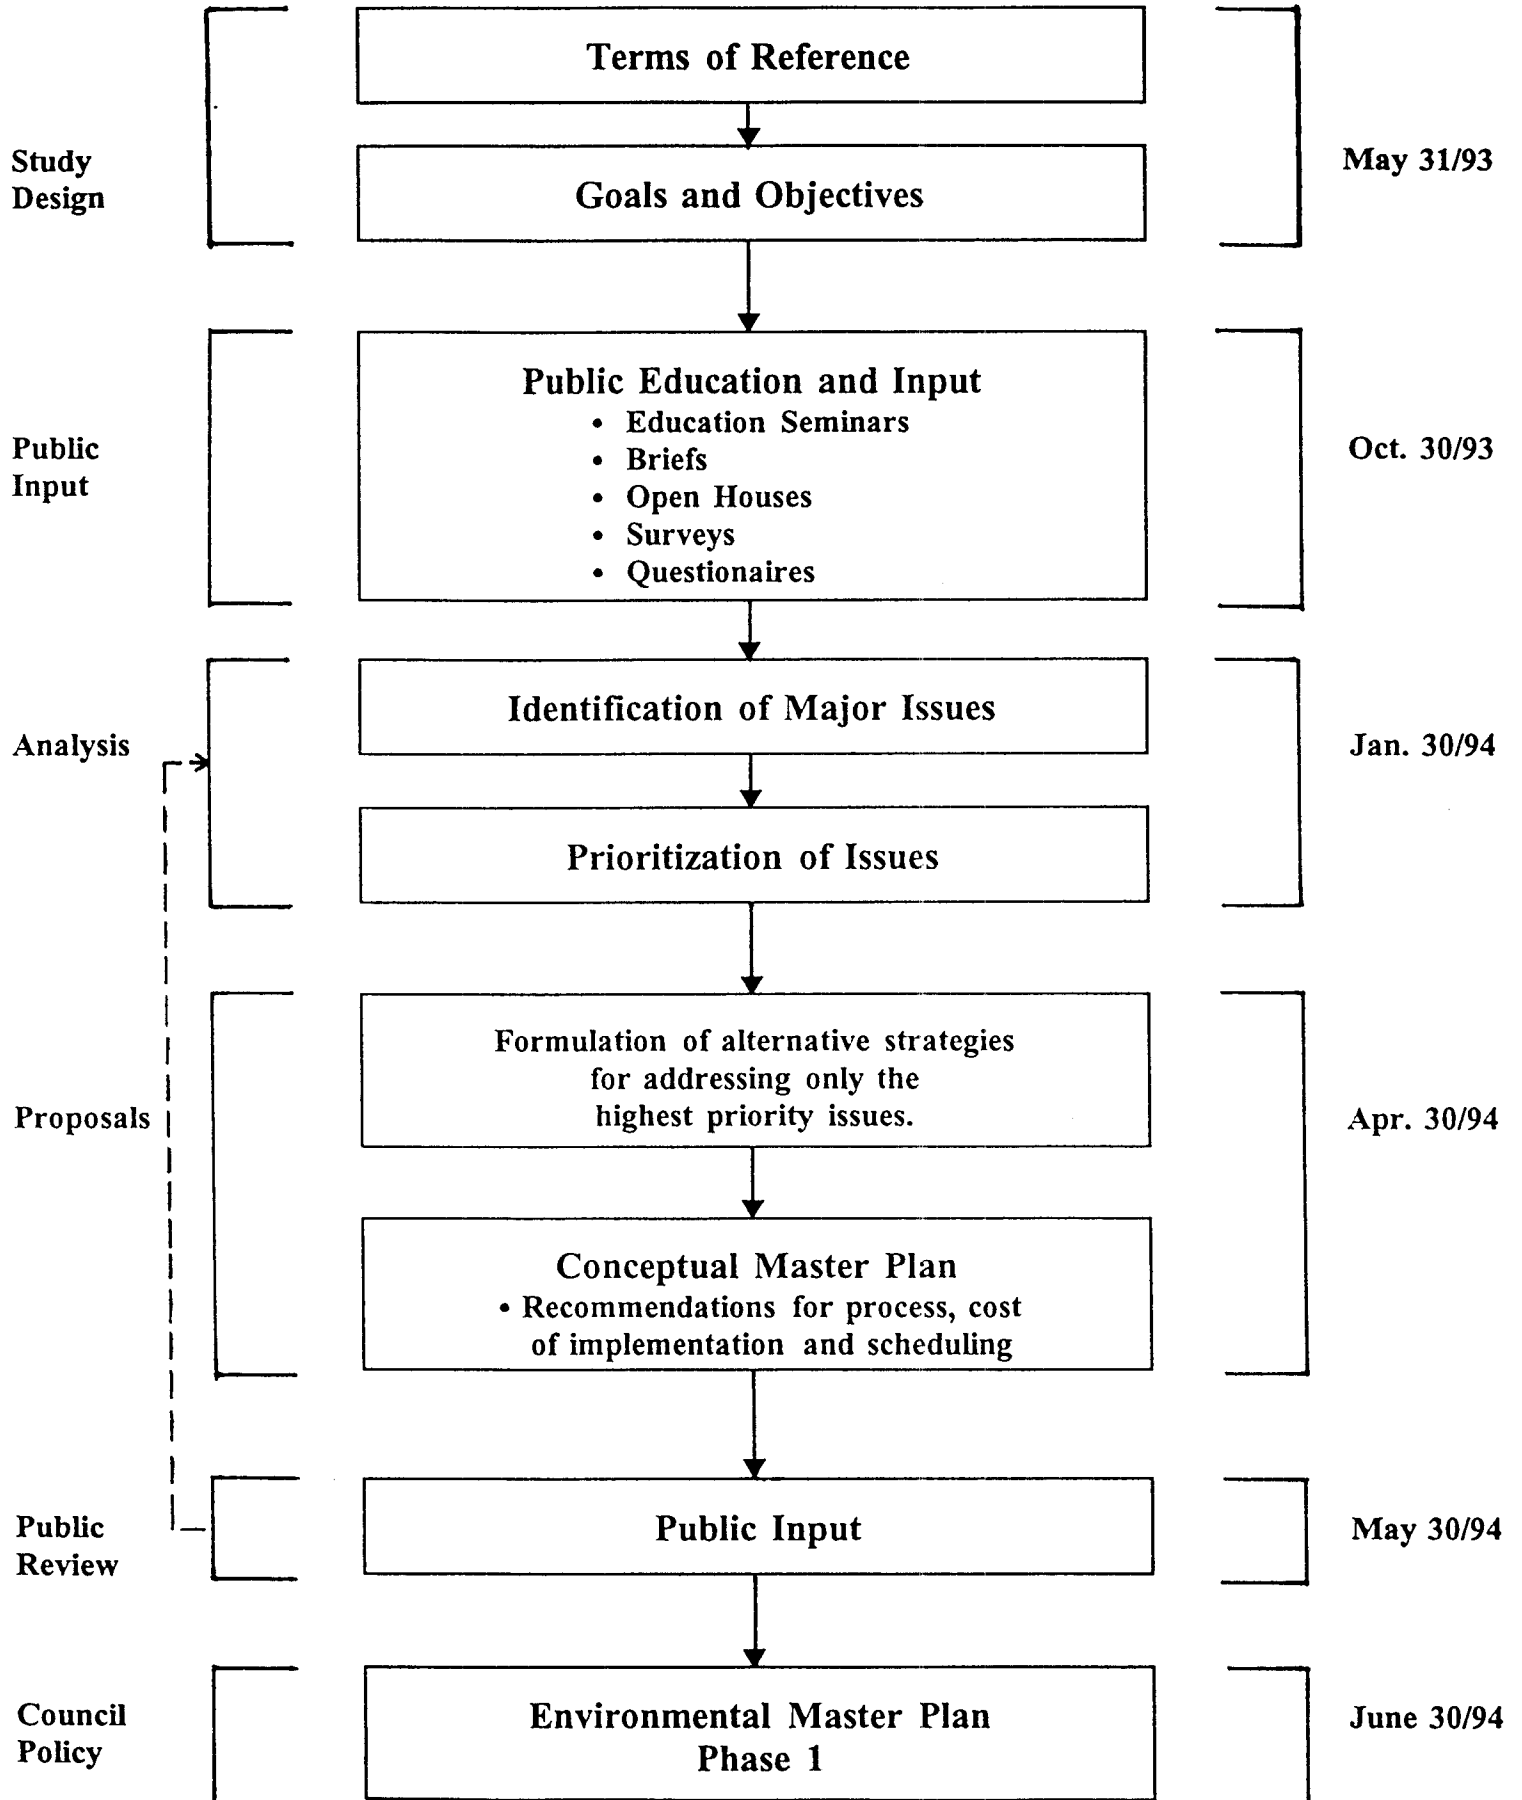 Terms of Reference
Study
Design
May 31/93
Goals and Objectives
Public
Input
Public Education and Input
• Education Seminars
• Briefs
• Open Houses
• Surveys
• Questionaires
Oct. 30/93
Analysis
Identification of Major Issues
Jan. 30/94
Prioritization of Issues
Proposals
Formulation of alternative strategies
for addressing only the
highest priority issues.
Apr. 30/94
Conceptual Master Plan
• Recommendations for process, cost
of implementation and scheduling
Public
Review
Public Input
May 30/94
Council
Policy
Environmental Master Plan
Phase 1
June 30/94